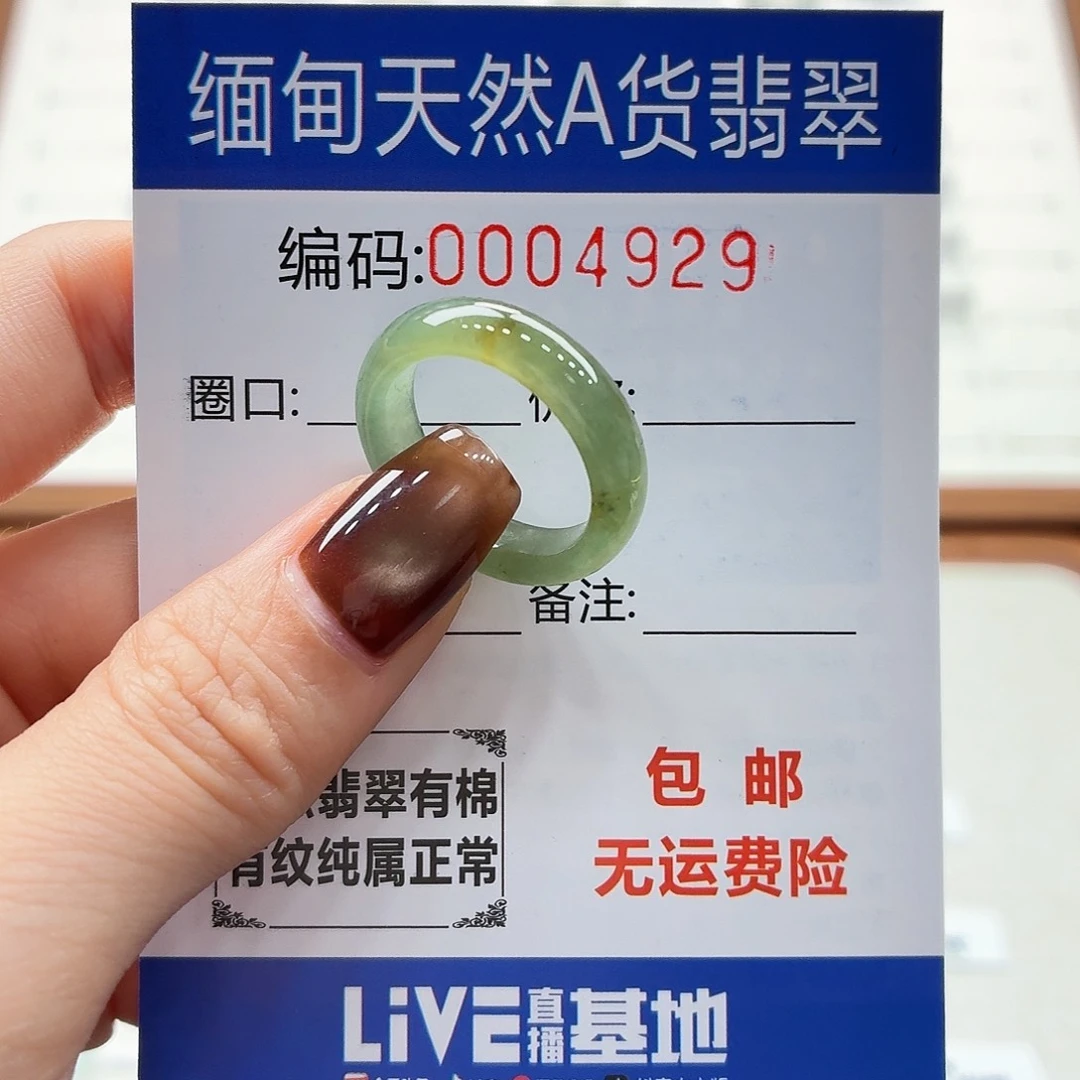 缅甸天然A货翡翠
编码:0004929
圈口:
备注:
翡翠有棉
有纹纯属正常
包邮
无运费险
LiVE直播基地